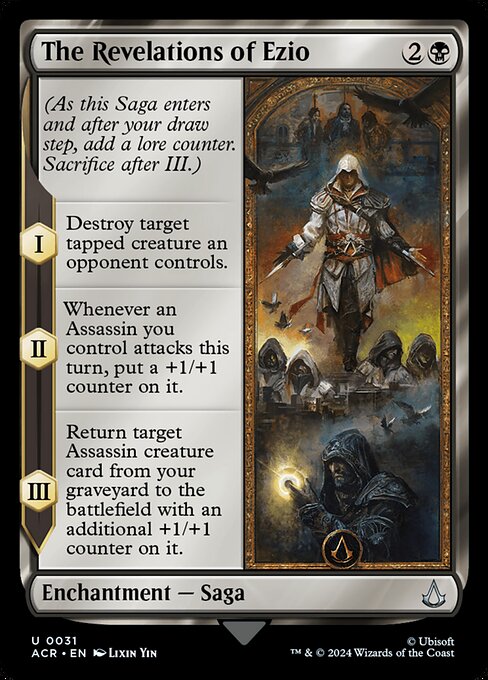 The Revelations of Ezio 2
(As this Saga enters
and after your draw
step, add a lore counter.
Sacrifice after III.)
I
Destroy target
tapped creature an
opponent controls.
II
Whenever an
Assassin you
control attacks this
turn, put a +1/+1
counter on it.
III
Return target
Assassin creature
card from your
graveyard to the
battlefield with an
additional +1/+1
counter on it.
Enchantment — Saga
U 0031
ACR • EN Lixin Yin
© Ubisoft
™ & © 2024 Wizards of the Coast